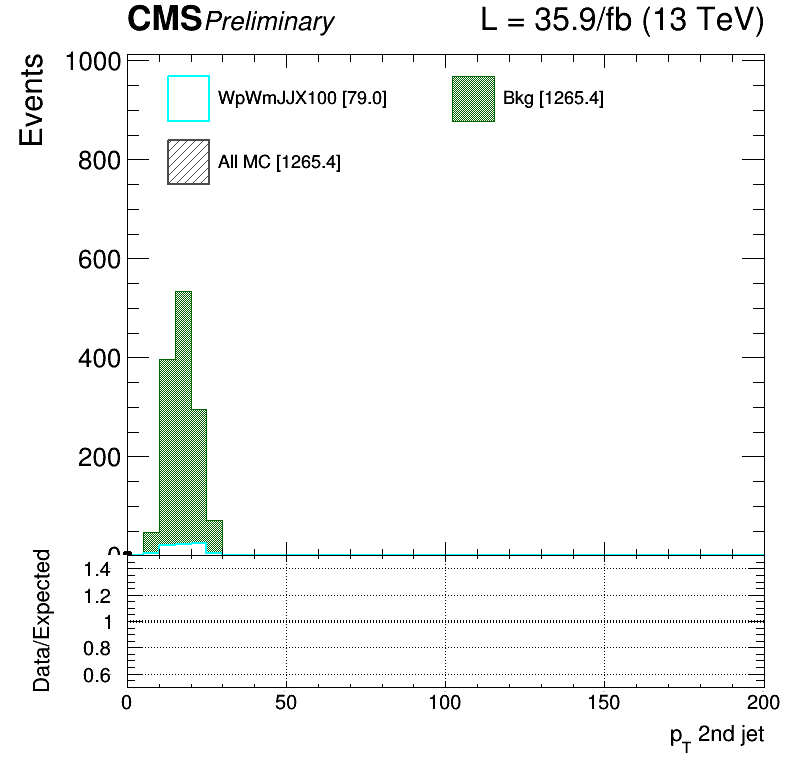 CMS Preliminary L = 35.9/fb (13 TeV)
Events
1000
WpWmJJX100 [79.0] Bkg [1265.4]
All MC [1265.4]
800
600
400
200
0
Data/Expected
1.4
1.2
1
0.8
0.6
0 50 100 150 200
pT 2nd jet